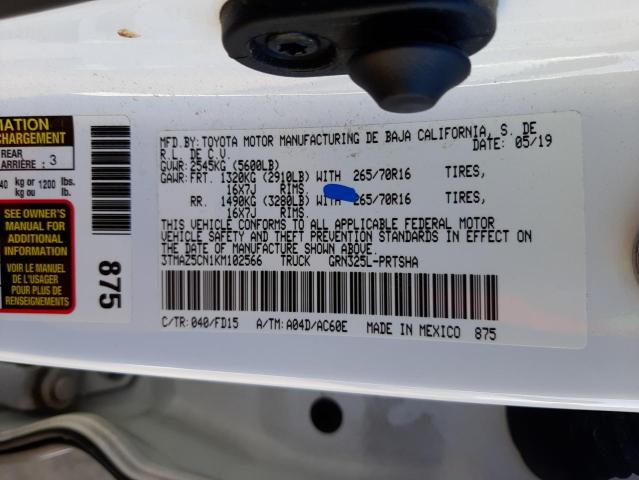 MATION
CHARGEMENT
REAR
ARRIÈRE 3
40 kg or 1200 lbs.
kg ou lb.
SEE OWNER'S
MANUAL FOR
ADDITIONAL
INFORMATION
VOIR LE MANUEL
DE L'USAGER
POUR PLUS DE
RENSEIGNEMENTS
875
MFD.BY:TOYOTA MOTOR MANUFACTURING DE BAJA CALIFORNIA, S. DE
R.L. DE C.V. DATE: 05/19
GVWR:2545KG (5600LB)
GAWR:FRT. 1320KG (2910LB) WITH 265/70R16 TIRES,
16X7J RIMS.
RR. 1490KG (3280LB) WITH 265/70R16 TIRES,
16X7J RIMS.
THIS VEHICLE CONFORMS TO ALL APPLICABLE FEDERAL MOTOR
VEHICLE SAFETY AND THEFT PREVENTION STANDARDS IN EFFECT ON
THE DATE OF MANUFACTURE SHOWN ABOVE.
3TMAZ5CN1KM102566 TRUCK GRN325L-PRTSHA
C/TR:040/FD15 A/TM:A04D/AC60E MADE IN MEXICO 875